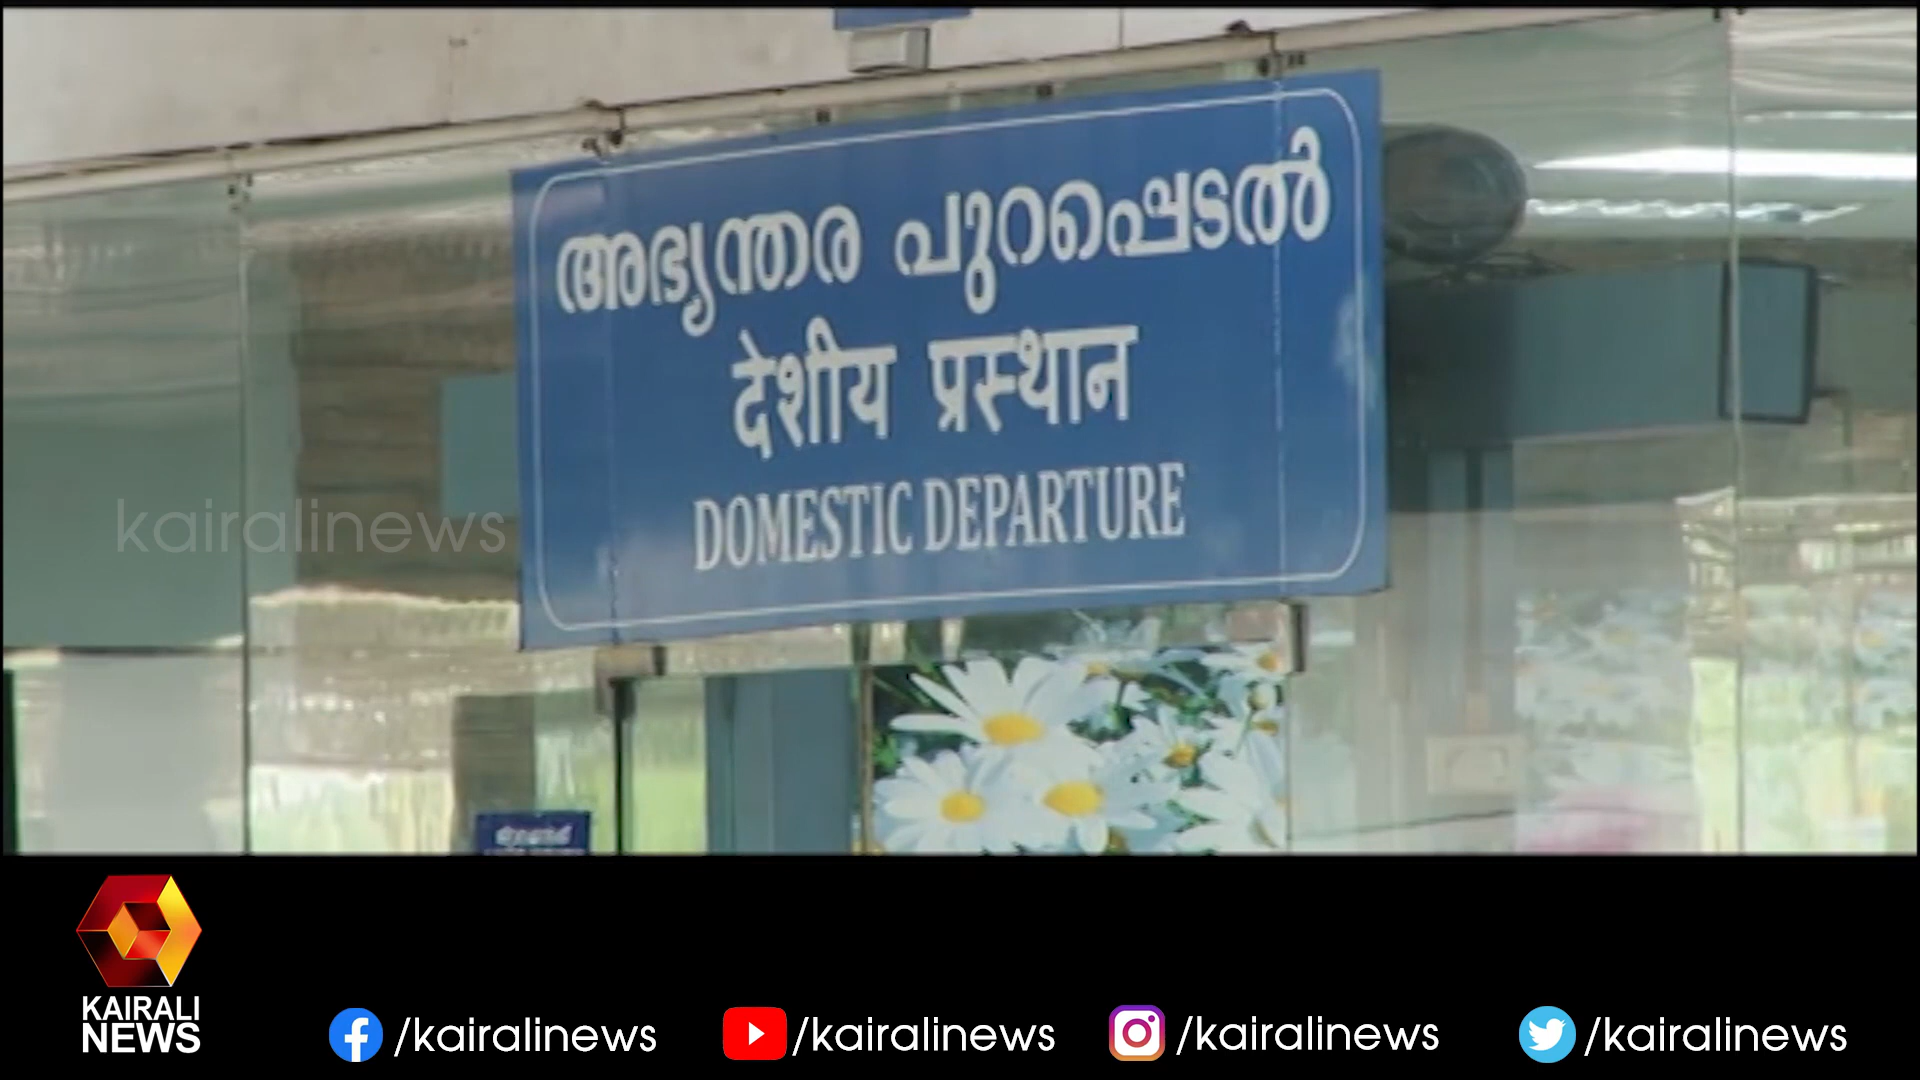 അഭ്യന്തര പുറപ്പെടൽ
देशीय प्रस्थान
DOMESTIC DEPARTURE
kairalinews
KAIRALI
NEWS
/kairalinews
/kairalinews
/kairalinews
/kairalinews